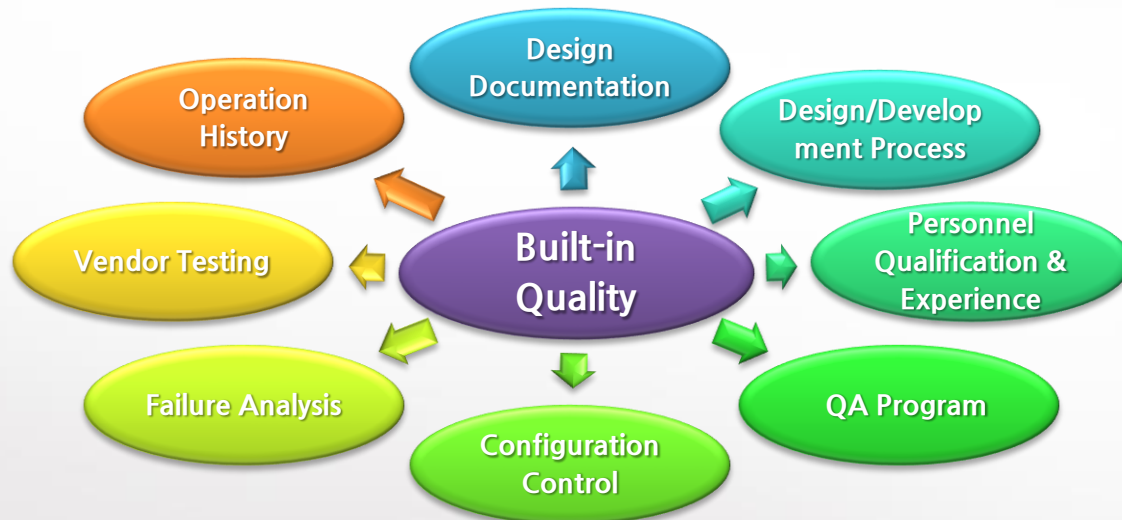 Design
Documentation
Operation
History
Design/Develop
ment Process
Vendor Testing
Built-in
Quality
Personnel
Qualification &
Experience
Failure Analysis
QA Program
Configuration
Control